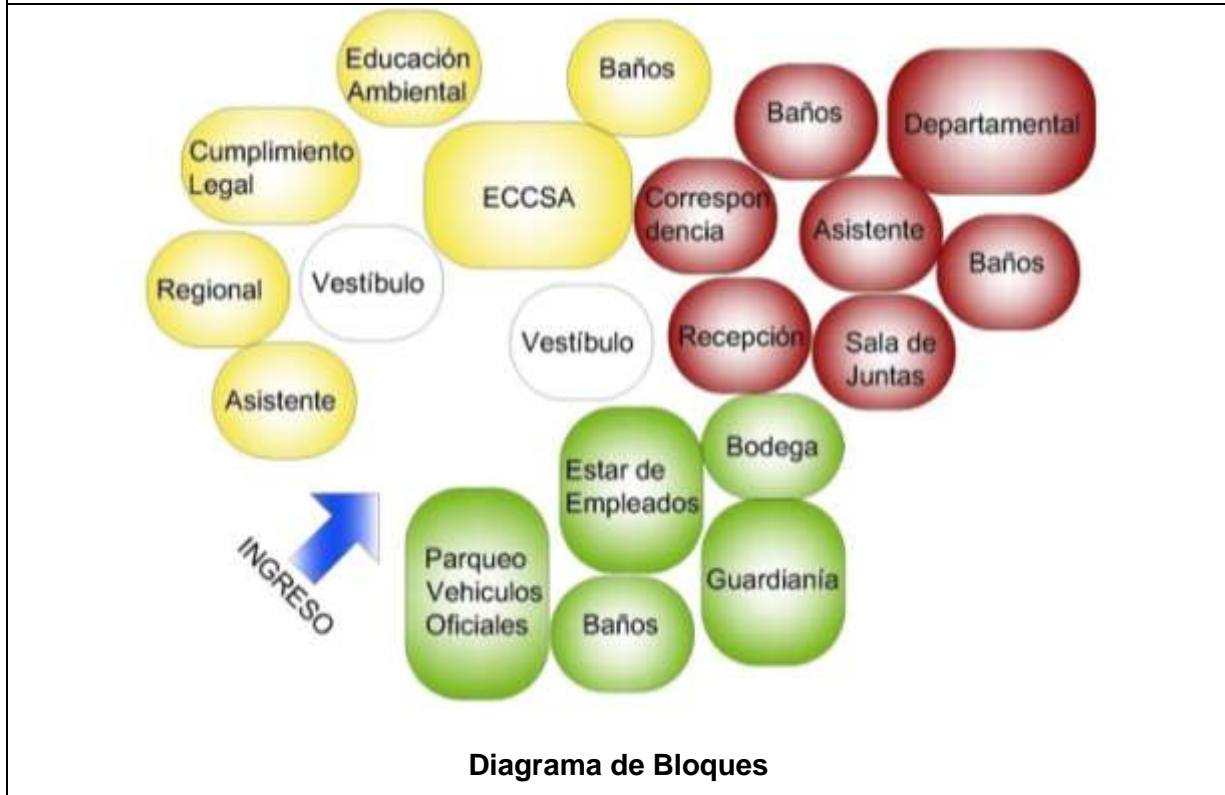 Educación
Ambiental
Baños
Baños
Departamental
Cumplimiento
Legal
ECCSA
Correspon
dencia
Asistente
Baños
Regional
Vestíbulo
Vestíbulo
Recepción
Sala de
Juntas
Asistente
Bodega
Estar de
Empleados
INGRESO
Parqueo
Vehiculos
Oficiales
Baños
Guardíanía
Diagrama de Bloques